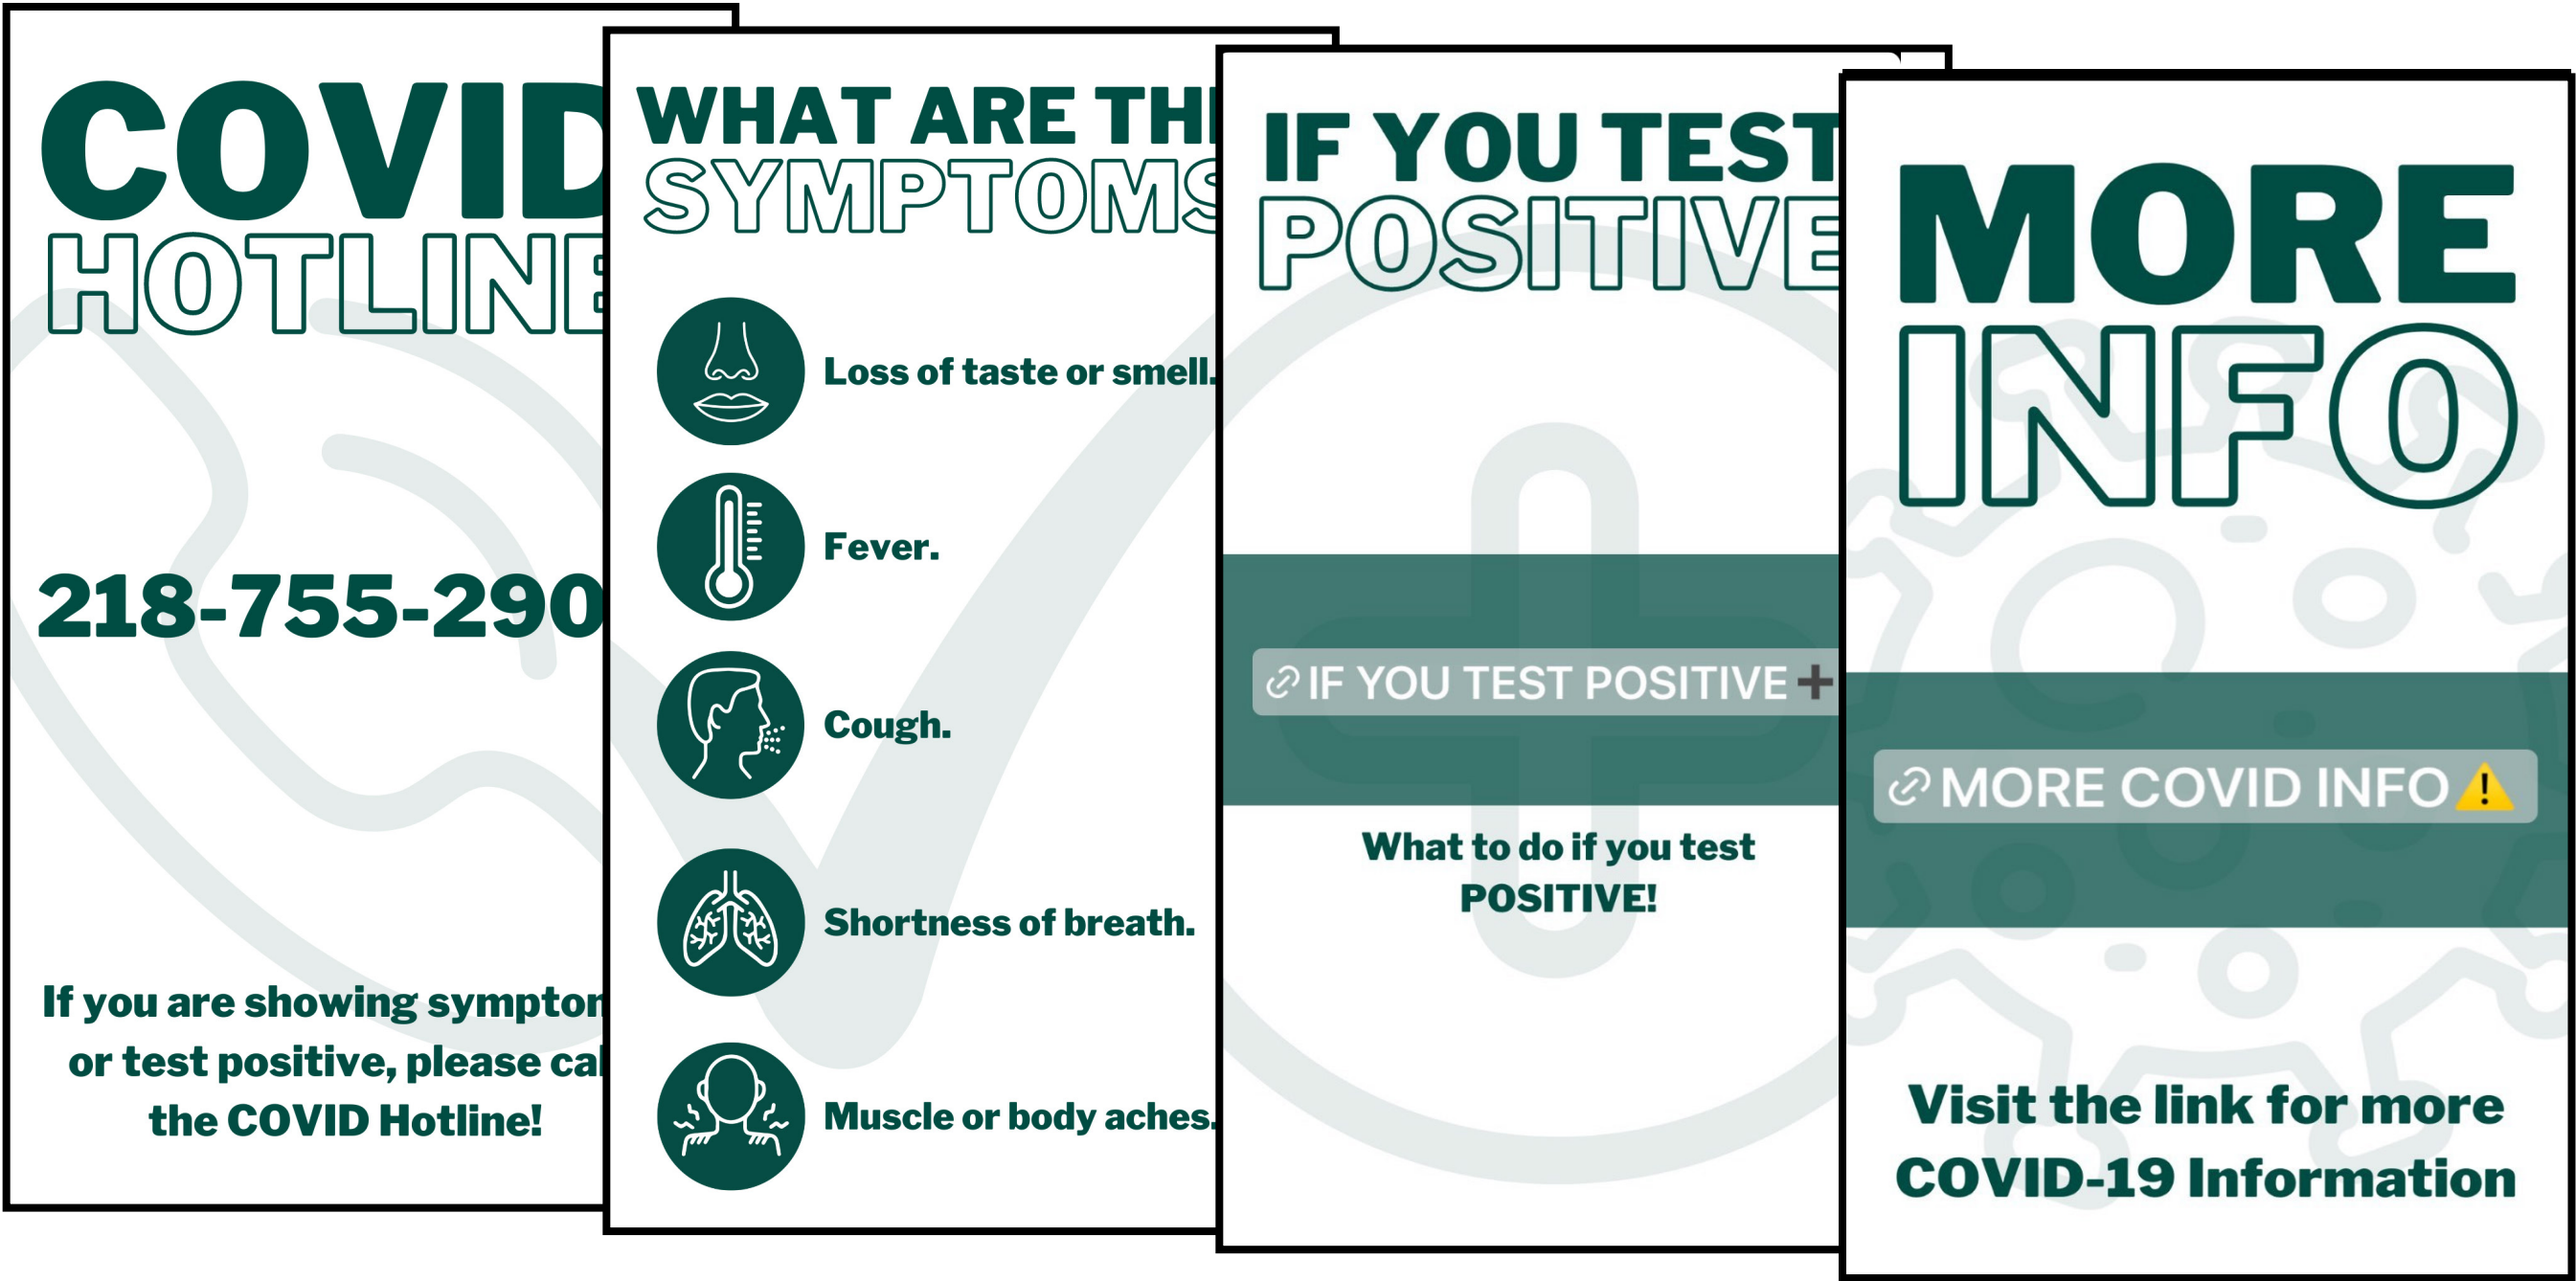 COVID
HOTLINE
218-755-290
If you are showing
or test positive, please
the COVID Hotline!
WHAT ARE
SYMPTOMS
Loss of taste or smell.
Fever.
Cough.
Shortness of breath.
Muscle or body aches.
IF YOU TEST
POSITIVE
IF YOU TEST POSITIVE ➕
What to do if you test
POSITIVE!
MORE
INFO
MORE COVID INFO ⚠️
Visit the link for more
COVID-19 Information